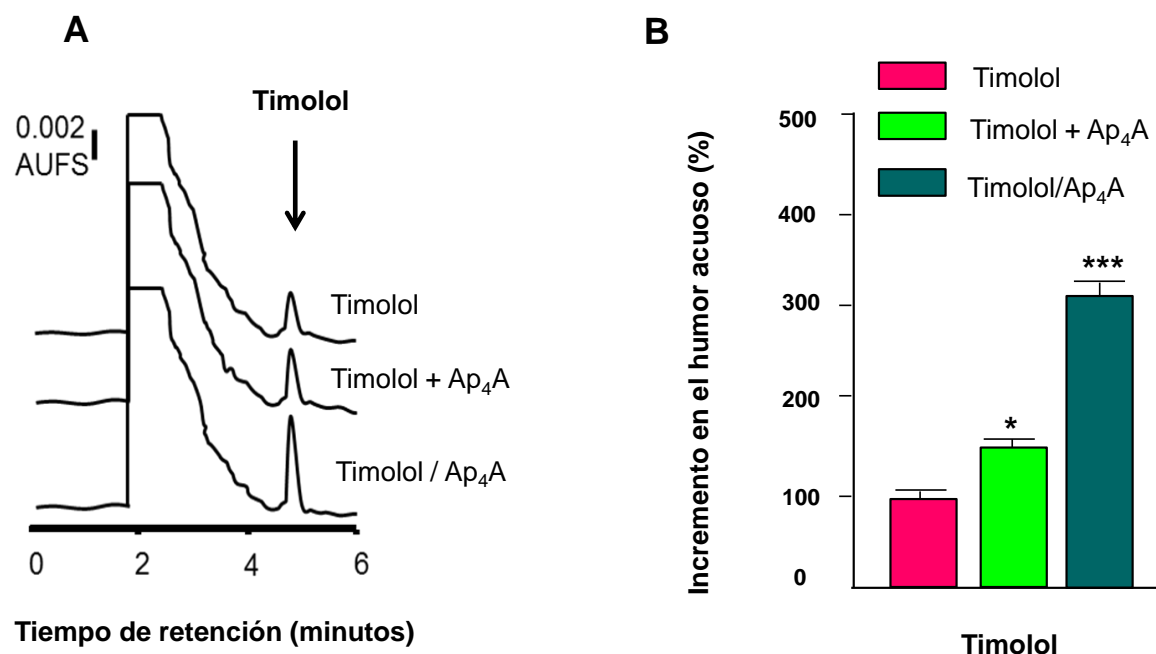 A
0.002
AUFS
Timolol
Timolol
Timolol + Ap₄A
Timolol / Ap₄A
0 2 4 6
Tiempo de retención (minutos)
B
Timolol
Timolol + Ap₄A
Timolol/Ap₄A
Incremento en el humor acuoso (%)
500
400
300
200
100
0
*
***
Timolol